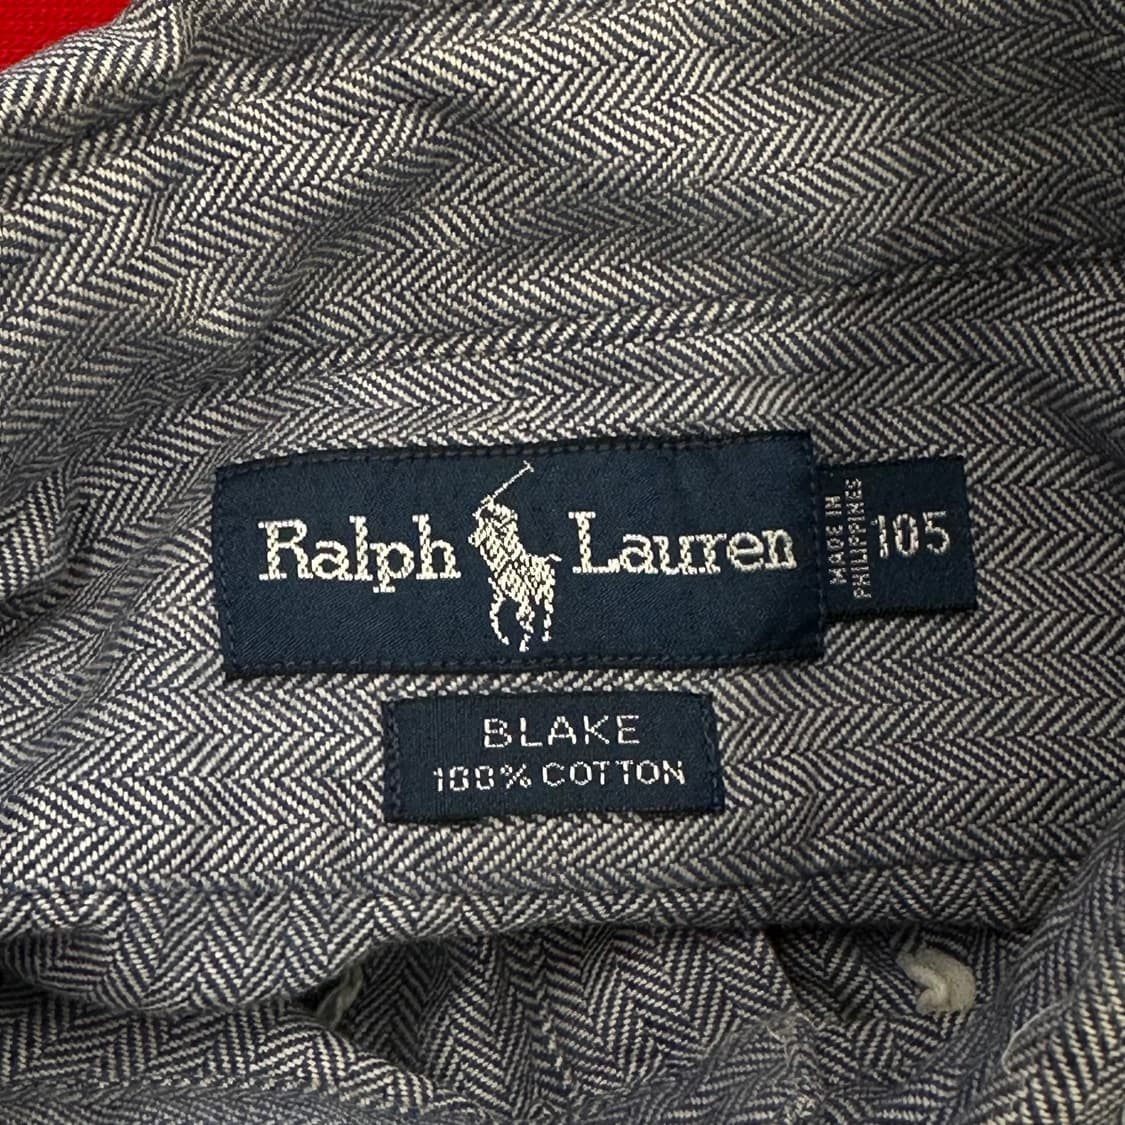 Ralph Lauren
MADE IN
PHILIPPINES
105
BLAKE
100% COTTON